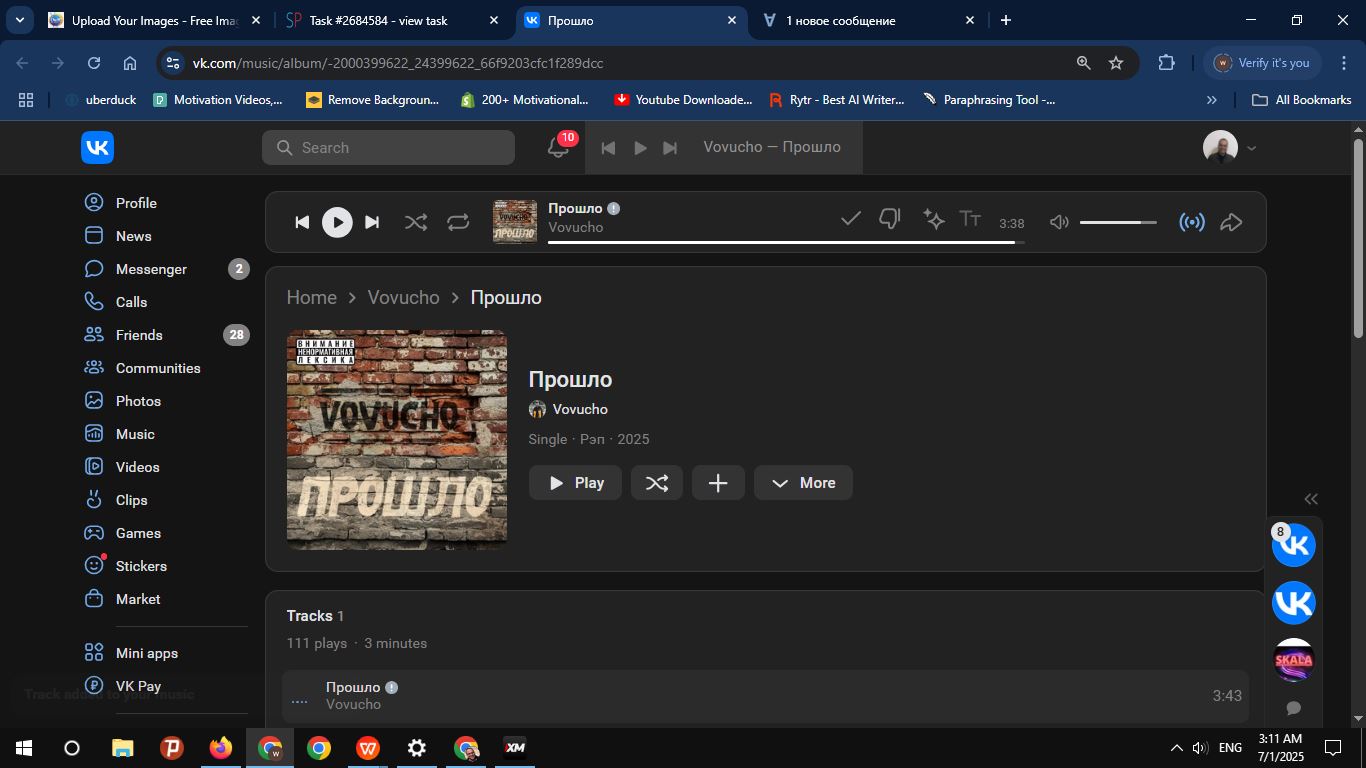 Upload Your Images - Free Imag
Task #2684584 - view task
Прошло
1 новое сообщение
vk.com/music/album/-2000399622_24399622_66f9203cfc1f289dcc
Verify it's you
uberduck
Motivation Videos,...
Remove Backgroun...
200+ Motivational...
Youtube Downloade...
Rytr - Best AI Writer...
Paraphrasing Tool -...
All Bookmarks
Search
10
Vovucho — Прошло
Profile
News
Messenger 2
Calls
Friends 28
Communities
Photos
Music
Videos
Clips
Games
Stickers
Market
Mini apps
VK Pay
Track added to your music
Прошло
Vovucho
3:38
Home > Vovucho > Прошло
ВНИМАНИЕ
НЕНОРМАТИВНАЯ
ЛЕКСИКА
VOVUCHO
ПРОШЛО
Прошло
Vovucho
Single · Рэп · 2025
Play
More
Tracks 1
111 plays · 3 minutes
Прошло
Vovucho
3:43
8
SKALA
ENG
3:11 AM
7/1/2025